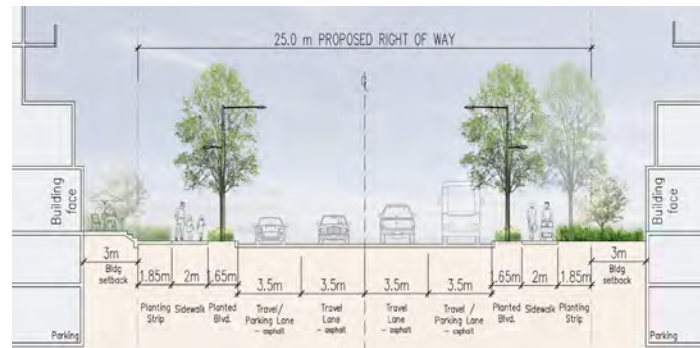 25.0 m PROPOSED RIGHT OF WAY
℄
Building
face
Building
face
3m
Bldg
setback
1.85m
2m
1.65m
3.5m
3.5m
3.5m
3.5m
1.65m
2m
1.85m
3m
Bldg
setback
Planting
Strip
Sidewalk
Planted
Blvd.
Travel/
Parking Lane
- asphalt
Travel
Lane
- asphalt
Travel
Lane
- asphalt
Travel /
Parking Lane
- asphalt
Planted
Blvd.
Sidewalk
Planting
Strip
Parking
Parking